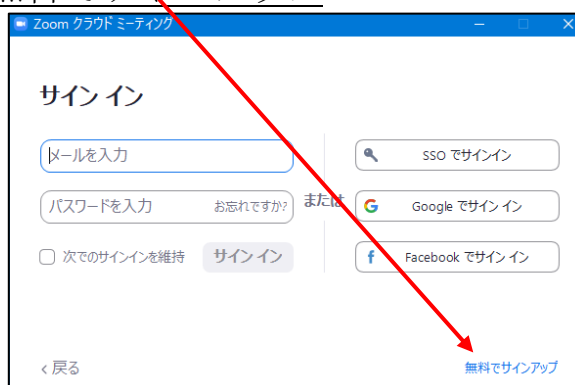 Zoom クラウド ミーティング
サイン イン
メールを入力
パスワードを入力 お忘れですか?
次でのサインインを維持 サイン イン
または
SSO でサインイン
Google でサイン イン
Facebook でサイン イン
< 戻る
無料でサインアップ